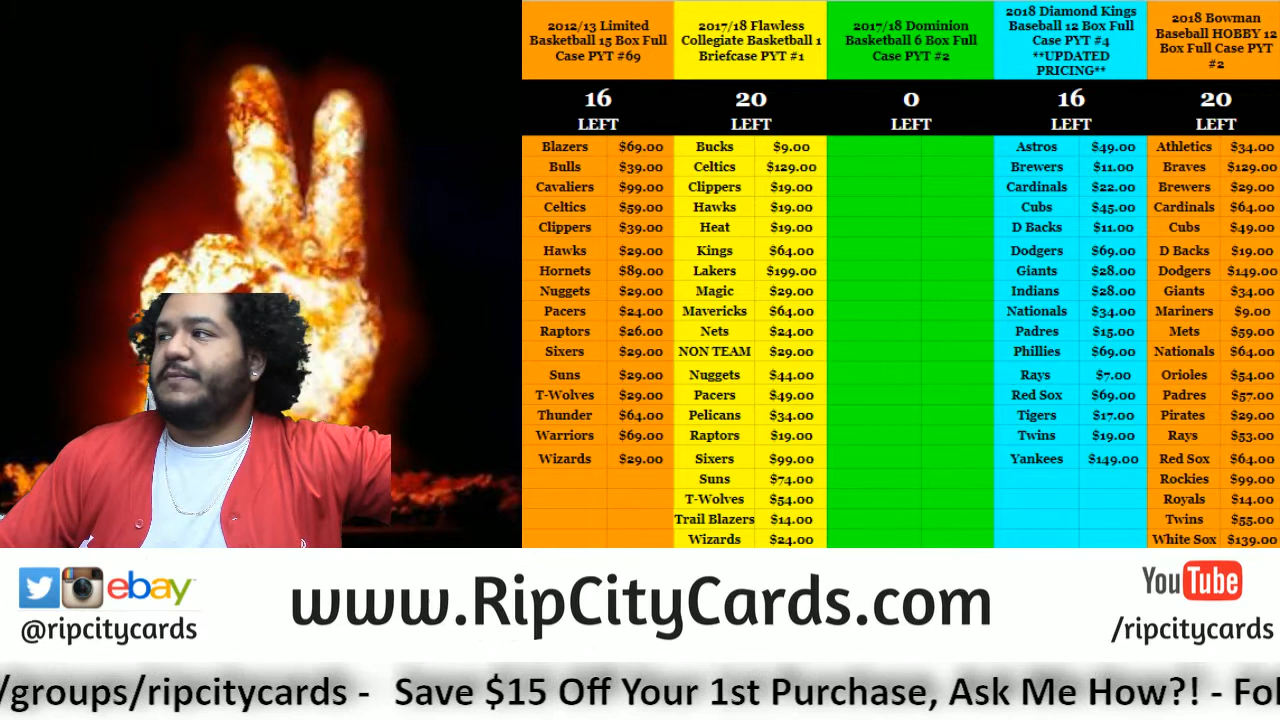 2012/13 Limited
Basketball 15 Box Full
Case PYT #69
16
LEFT
Blazers $69.00
Bulls $39.00
Cavaliers $99.00
Celtics $59.00
Clippers $39.00
Hawks $29.00
Hornets $89.00
Nuggets $29.00
Pacers $24.00
Raptors $26.00
Sixers $29.00
Suns $29.00
T-Wolves $29.00
Thunder $64.00
Warriors $69.00
Wizards $29.00
2017/18 Flawless
Collegiate Basketball 1
Briefcase PYT #1
20
LEFT
Bucks $9.00
Celtics $129.00
Clippers $19.00
Hawks $19.00
Heat $19.00
Kings $64.00
Lakers $199.00
Magic $29.00
Mavericks $64.00
Nets $24.00
NON TEAM $29.00
Nuggets $44.00
Pacers $49.00
Pelicans $34.00
Raptors $19.00
Sixers $99.00
Suns $74.00
T-Wolves $54.00
Trail Blazers $14.00
Wizards $24.00
2017/18 Dominion
Basketball 6 Box Full
Case PYT #2
0
LEFT
2018 Diamond Kings
Baseball 12 Box Full
Case PYT #4
**UPDATED
PRICING**
16
LEFT
Astros $49.00
Brewers $11.00
Cardinals $22.00
Cubs $45.00
D Backs $11.00
Dodgers $69.00
Giants $28.00
Indians $28.00
Nationals $34.00
Padres $15.00
Phillies $69.00
Rays $7.00
Red Sox $69.00
Tigers $17.00
Twins $19.00
Yankees $149.00
2018 Bowman
Baseball HOBBY 12
Box Full Case PYT
#2
20
LEFT
Athletics $34.00
Braves $129.00
Brewers $29.00
Cardinals $64.00
Cubs $49.00
D Backs $19.00
Dodgers $149.00
Giants $34.00
Mariners $9.00
Mets $59.00
Nationals $64.00
Orioles $54.00
Padres $57.00
Pirates $29.00
Rays $53.00
Red Sox $64.00
Rockies $99.00
Royals $14.00
Twins $55.00
White Sox $139.00
ebay
@ripcitycards
www.RipCityCards.com
YouTube
/ripcitycards
/groups/ripcitycards - Save $15 Off Your 1st Purchase, Ask Me How?! - Fol